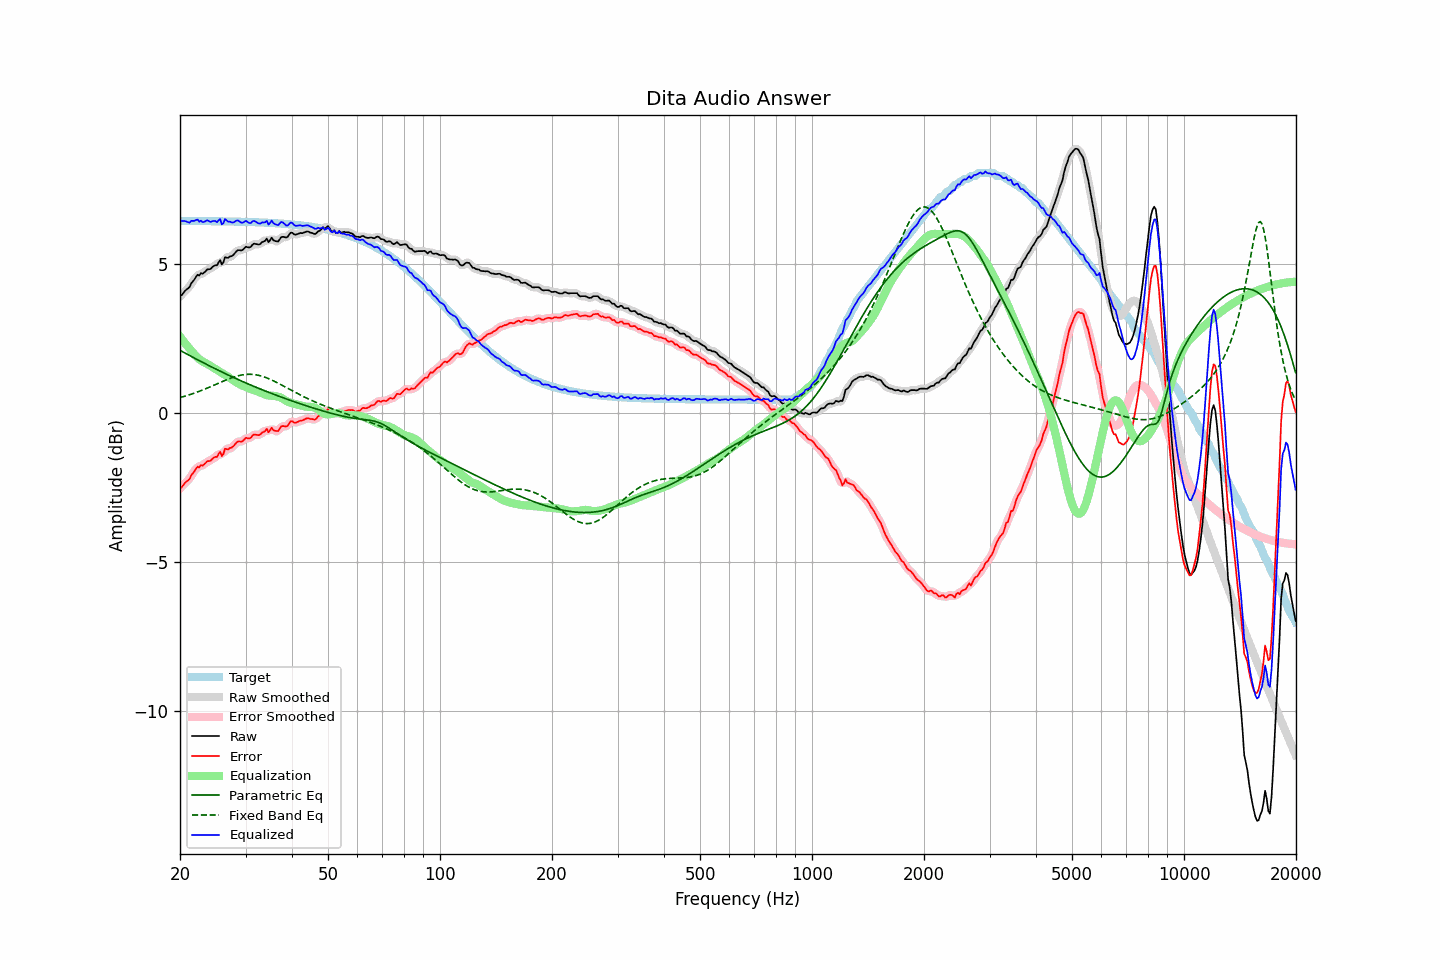 Dita Audio Answer
Amplitude (dBr)
5
0
−5
−10
Target
Raw Smoothed
Error Smoothed
Raw
Error
Equalization
Parametric Eq
Fixed Band Eq
Equalized
20 50 100 200 500 1000 2000 5000 10000 20000
Frequency (Hz)